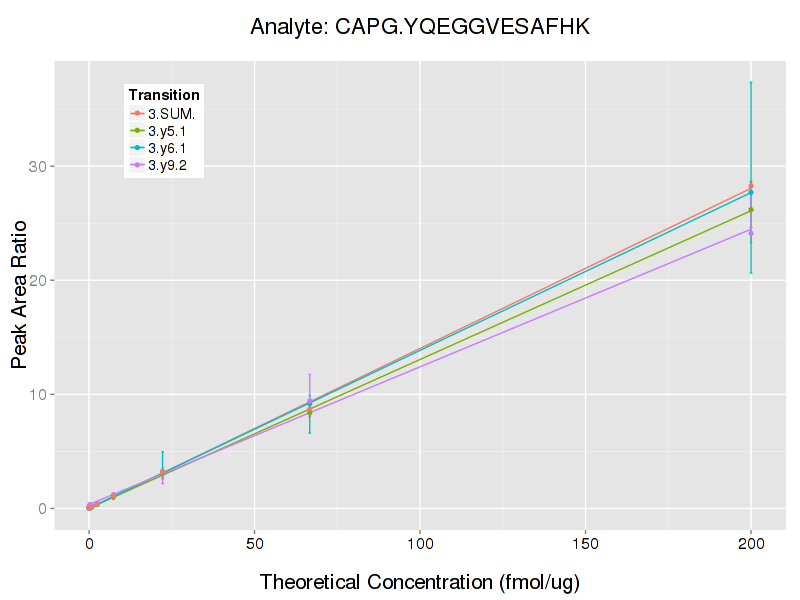 Analyte: CAPG.YQEGGVESAFHK
Transition
3.SUM.
3.y5.1
3.y6.1
3.y9.2
Peak Area Ratio
30
20
10
0
0 50 100 150 200
Theoretical Concentration (fmol/ug)